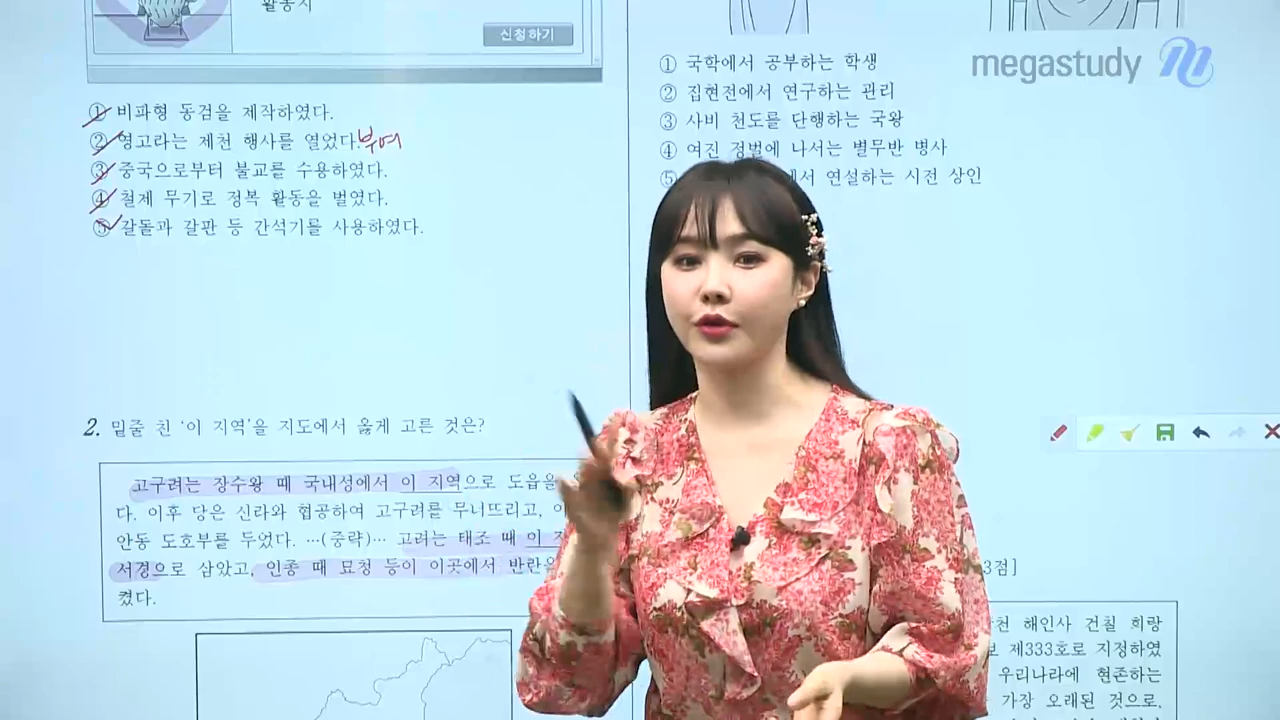 활동지
신청하기
① 비파형 동검을 제작하였다.
② 영고라는 제천 행사를 열었다. 부여
③ 중국으로부터 불교를 수용하였다.
④ 철제 무기로 정복 활동을 벌였다.
⑤ 갈돌과 갈판 등 간석기를 사용하였다.
2. 밑줄 친 ‘이 지역’을 지도에서 옳게 고른 것은?
고구려는 장수왕 때 국내성에서 이 지역으로 도읍을
다. 이후 당은 신라와 협공하여 고구려를 무너뜨리고,
안동 도호부를 두었다. …(중략)… 고려는 태조 때 이
서경으로 삼았고, 인종 때 묘청 등이 이곳에서 반란을
켰다.
megastudy
① 국학에서 공부하는 학생
② 집현전에서 연구하는 관리
③ 사비 천도를 단행하는 국왕
④ 여진 정벌에 나서는 별무반 병사
⑤ 에서 연설하는 시전 상인
3점]
해인사 건칠 희랑
제333호로 지정하였
우리나라에 현존하는
가장 오래된 것으로,